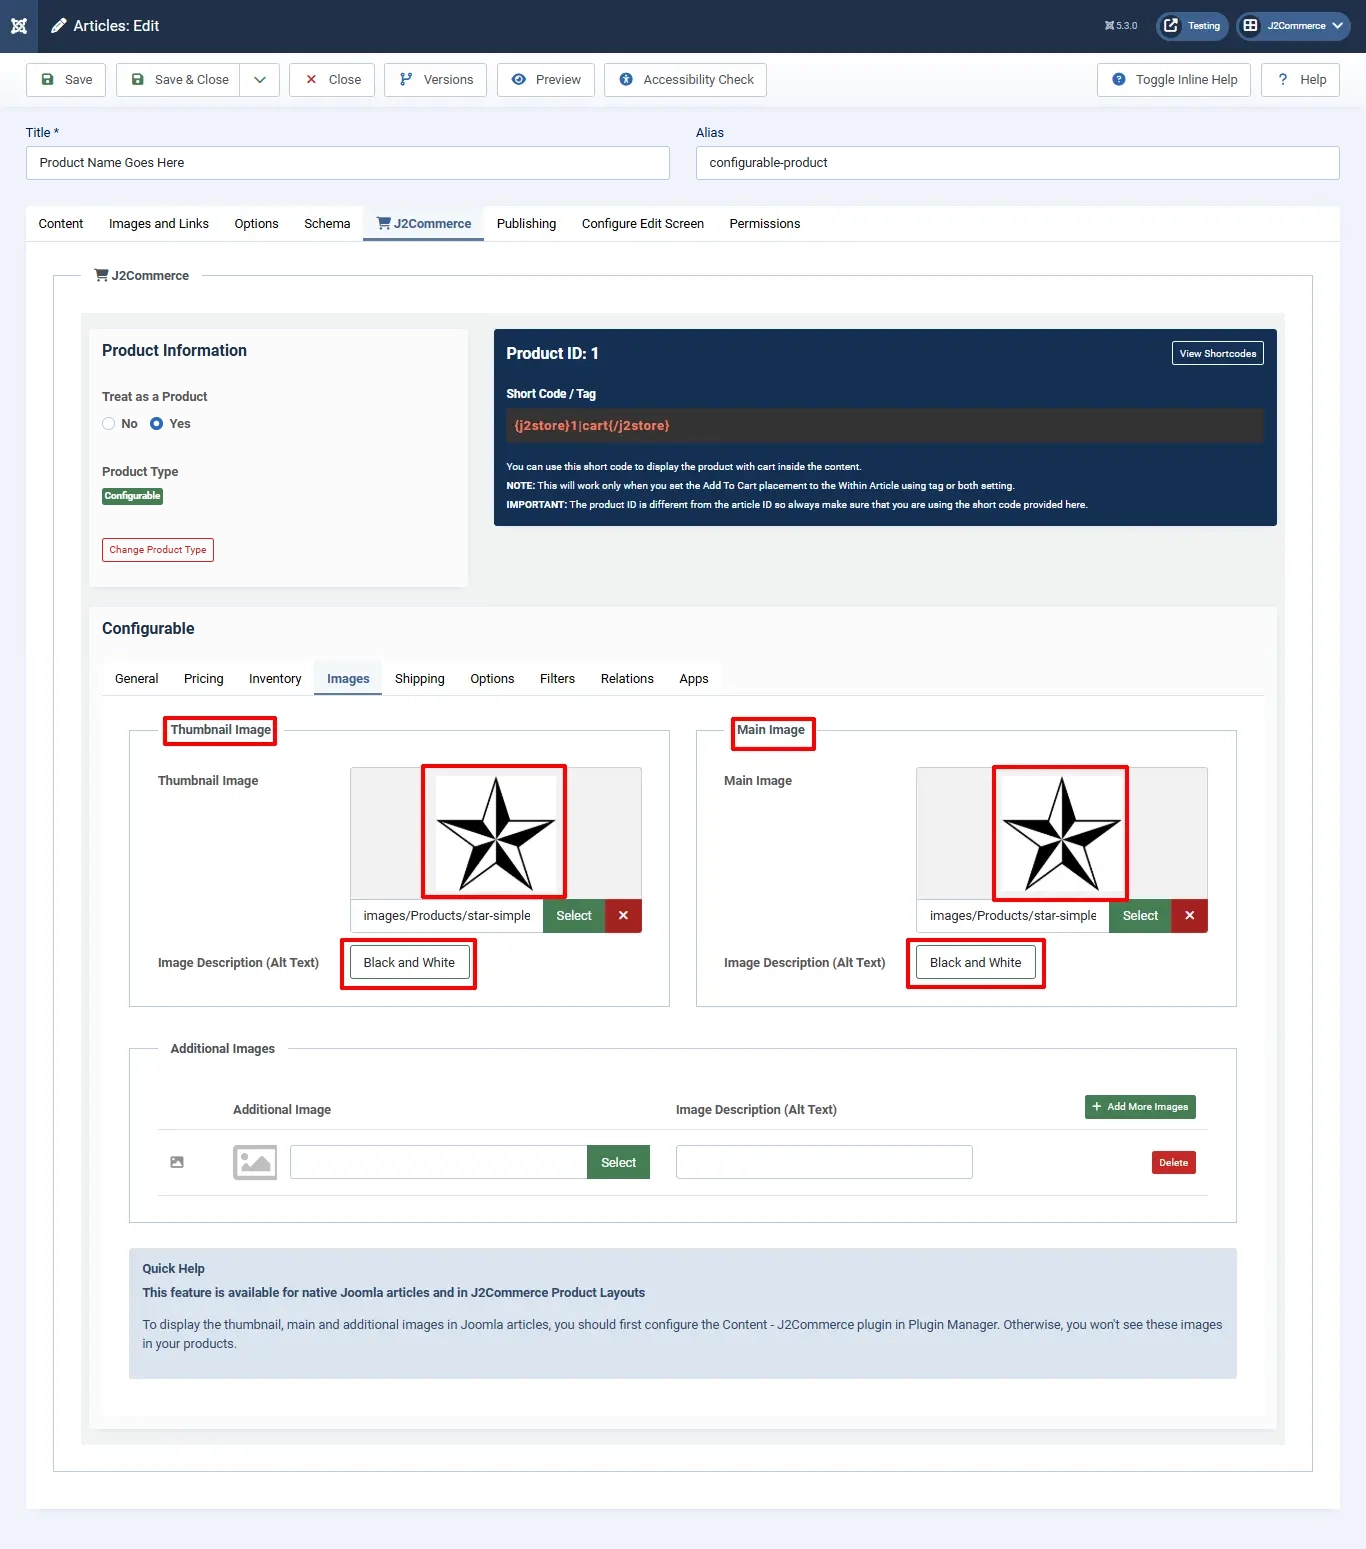 Articles: Edit
5.3.0
Testing
J2Commerce
Save
Save & Close
Close
Versions
Preview
Accessibility Check
Toggle Inline Help
? Help
Title *
Alias
Product Name Goes Here
configurable-product
Content
Images and Links
Options
Schema
J2Commerce
Publishing
Configure Edit Screen
Permissions
J2Commerce
Product Information
Treat as a Product
No
Yes
Product Type
Configurable
Change Product Type
Product ID: 1
View Shortcodes
Short Code / Tag
{j2store}1|cart{/j2store}
You can use this short code to display the product with cart inside the content.
NOTE: This will work only when you set the Add To Cart placement to the Within Article using tag or both setting.
IMPORTANT: The product ID is different from the article ID so always make sure that you are using the short code provided here.
Configurable
General
Pricing
Inventory
Images
Shipping
Options
Filters
Relations
Apps
Thumbnail Image
Thumbnail Image
images/Products/star-simple
Select
Image Description (Alt Text)
Black and White
Main Image
Main Image
images/Products/star-simple
Select
Image Description (Alt Text)
Black and White
Additional Images
Additional Image
Image Description (Alt Text)
+ Add More Images
Select
Delete
Quick Help
This feature is available for native Joomla articles and in J2Commerce Product Layouts
To display the thumbnail, main and additional images in Joomla articles, you should first configure the Content - J2Commerce plugin in Plugin Manager. Otherwise, you won't see these images
in your products.